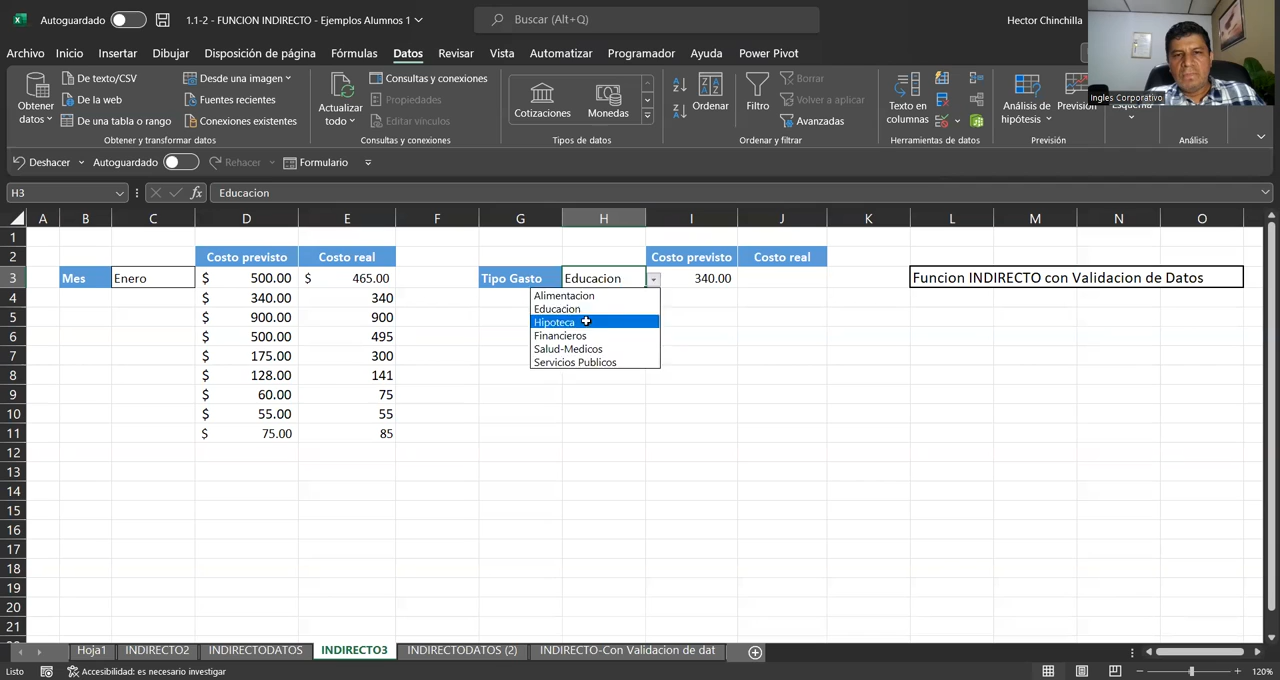 Autoguardado
1.1-2 - FUNCION INDIRECTO - Ejemplos Alumnos 1
Buscar (Alt+Q)
Hector Chinchilla
Ingles Corporativo
Archivo Inicio Insertar Dibujar Disposición de página Fórmulas Datos Revisar Vista Automatizar Programador Ayuda Power Pivot
Obtener datos
De texto/CSV
De la web
De una tabla o rango
Desde una imagen
Fuentes recientes
Conexiones existentes
Obtener y transformar datos
Actualizar todo
Consultas y conexiones
Propiedades
Editar vínculos
Consultas y conexiones
Cotizaciones
Monedas
Tipos de datos
Ordenar
Filtro
Borrar
Volver a aplicar
Avanzadas
Ordenar y filtrar
Texto en columnas
Herramientas de datos
Análisis de hipótesis
Previsión
Previsión
Análisis
Deshacer Autoguardado Rehacer Formulario
H3 fx Educacion
A B C D E F G H I J K L M N O
1
2 Costo previsto Costo real Costo previsto Costo real
3 Mes Enero $ 500.00 $ 465.00 Tipo Gasto Educacion 340.00 Funcion INDIRECTO con Validacion de Datos
4 $ 340.00 340
5 $ 900.00 900
6 $ 500.00 495
7 $ 175.00 300
8 $ 128.00 141
9 $ 60.00 75
10 $ 55.00 55
11 $ 75.00 85
Alimentacion
Educacion
Hipoteca
Financieros
Salud-Medicos
Servicios Publicos
12
13
14
15
16
17
18
19
20
21
Hoja1 INDIRECTO2 INDIRECTODATOS INDIRECTO3 INDIRECTODATOS (2) INDIRECTO-Con Validacion de dat
Listo Accesibilidad: es necesario investigar 120%